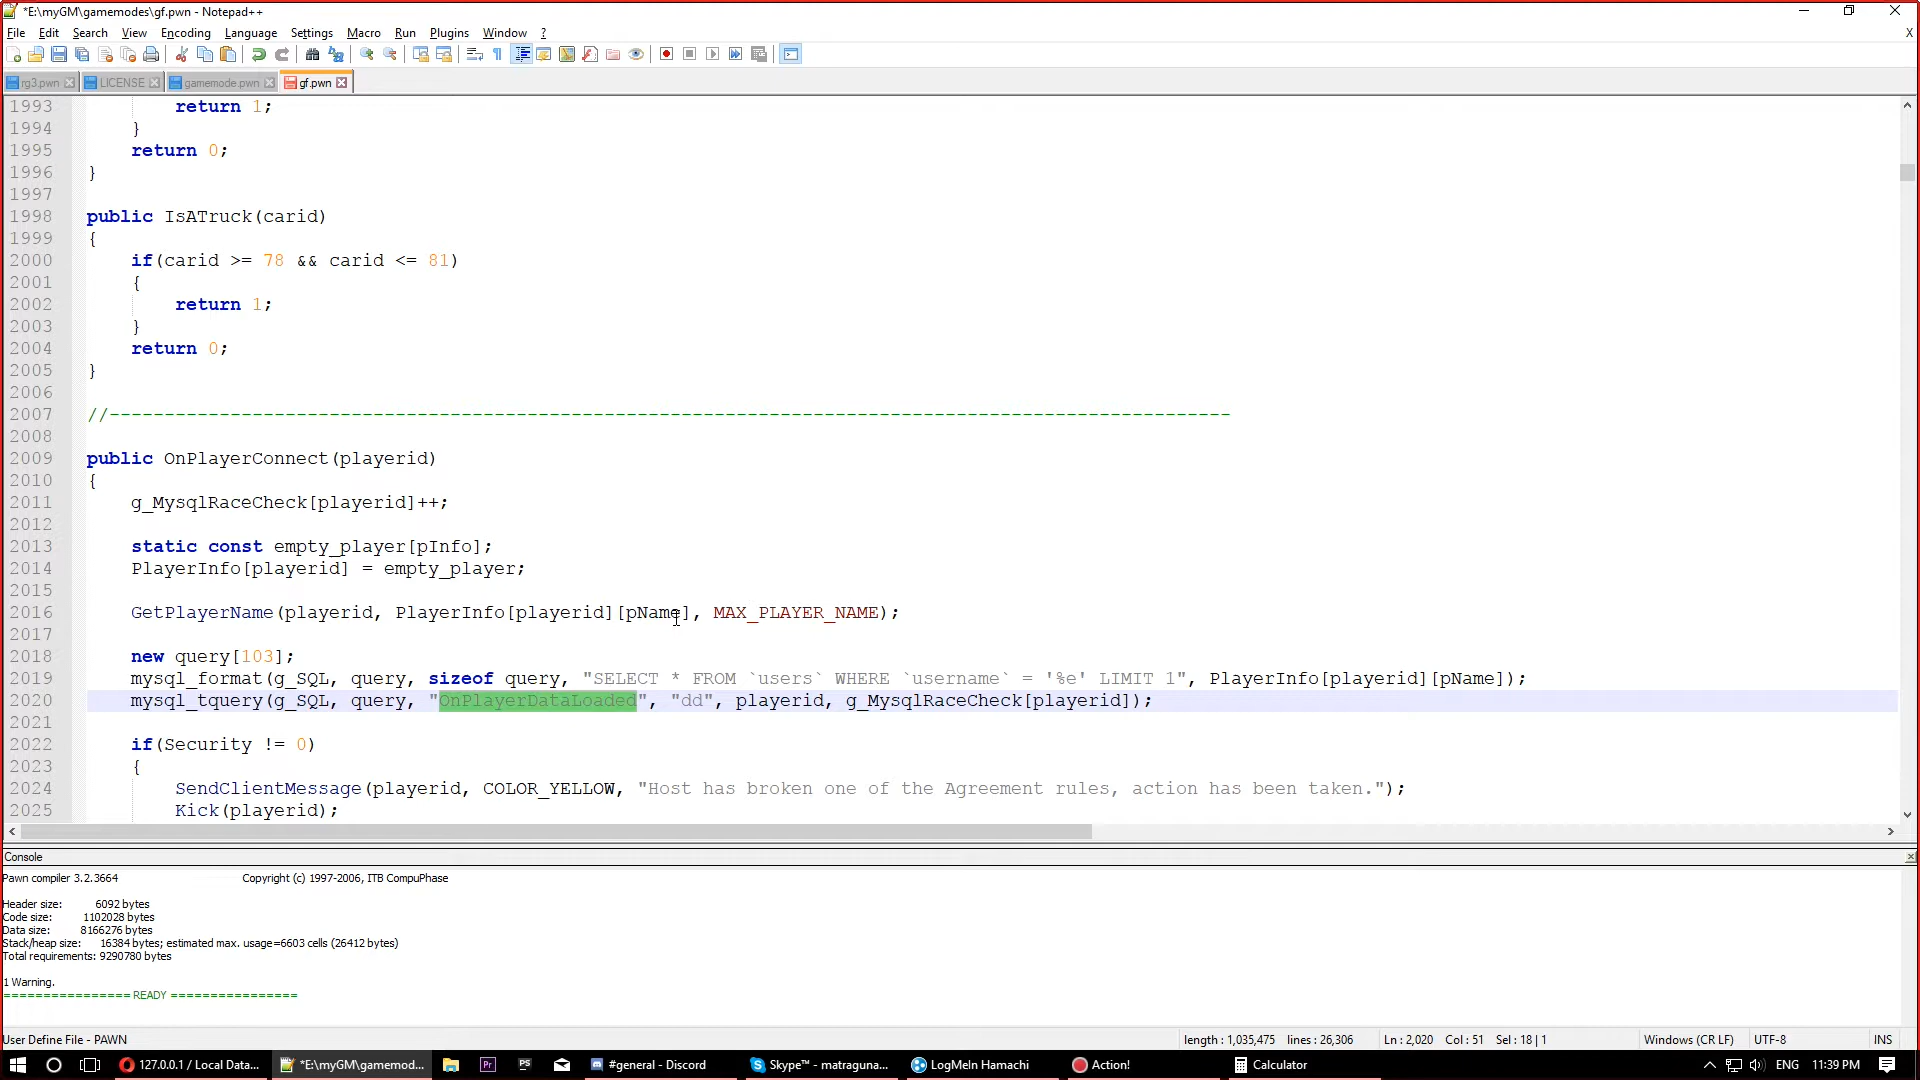 *E:\myGM\gamemodes\gf.pwn - Notepad++
File Edit Search View Encoding Language Settings Macro Run Plugins Window ? X
rg3.pwn LICENSE gamemode.pwn gf.pwn
1993 return 1;
1994 }
1995 return 0;
1996 }
1997
1998 public IsATruck(carid)
1999 {
2000 if(carid >= 78 && carid <= 81)
2001 {
2002 return 1;
2003 }
2004 return 0;
2005 }
2006
2007 //------------------------------------------------------------------------------------------------------
2008
2009 public OnPlayerConnect(playerid)
2010 {
2011 g_MysqlRaceCheck[playerid]++;
2012
2013 static const empty_player[pInfo];
2014 PlayerInfo[playerid] = empty_player;
2015
2016 GetPlayerName(playerid, PlayerInfo[playerid][pName], MAX_PLAYER_NAME);
2017
2018 new query[103];
2019 mysql_format(g_SQL, query, sizeof query, "SELECT * FROM `users` WHERE `username` = '%e' LIMIT 1", PlayerInfo[playerid][pName]);
2020 mysql_tquery(g_SQL, query, "OnPlayerDataLoaded", "dd", playerid, g_MysqlRaceCheck[playerid]);
2021
2022 if(Security != 0)
2023 {
2024 SendClientMessage(playerid, COLOR_YELLOW, "Host has broken one of the Agreement rules, action has been taken.");
2025 Kick(playerid);
Console
Pawn compiler 3.2.3664 Copyright (c) 1997-2006, ITB CompuPhase
Header size: 6092 bytes
Code size: 1102028 bytes
Data size: 8166276 bytes
Stack/heap size: 16384 bytes; estimated max. usage=6603 cells (26412 bytes)
Total requirements: 9290780 bytes
1 Warning.
================ READY ================
User Define File - PAWN length : 1,035,475 lines : 26,306 Ln : 2,020 Col : 51 Sel : 18 | 1 Windows (CR LF) UTF-8 INS
127.0.0.1 / Local Data... *E:\myGM\gamemod... Pr PS #general - Discord Skype™ - matraguna... LogMeIn Hamachi Action! Calculator ENG 11:39 PM